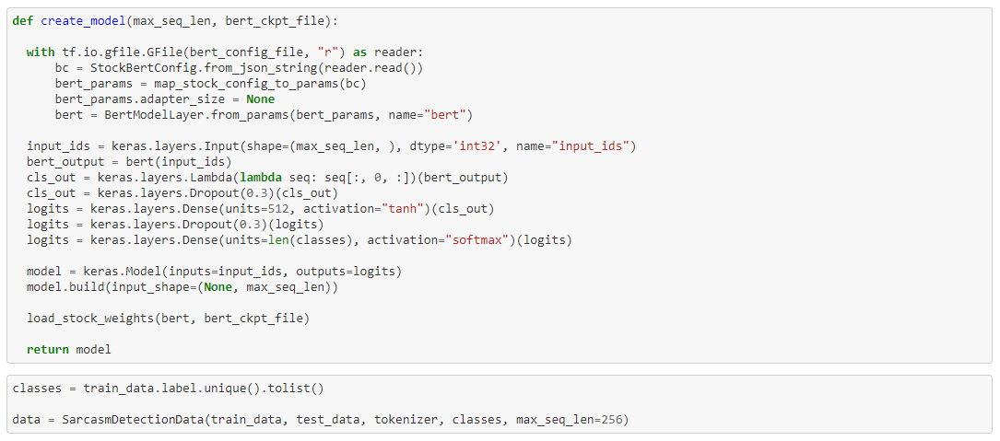 def create_model(max_seq_len, bert_ckpt_file):

  with tf.io.gfile.GFile(bert_config_file, "r") as reader:
      bc = StockBertConfig.from_json_string(reader.read())
      bert_params = map_stock_config_to_params(bc)
      bert_params.adapter_size = None
      bert = BertModelLayer.from_params(bert_params, name="bert")

  input_ids = keras.layers.Input(shape=(max_seq_len, ), dtype='int32', name="input_ids")
  bert_output = bert(input_ids)
  cls_out = keras.layers.Lambda(lambda seq: seq[:, 0, :])(bert_output)
  cls_out = keras.layers.Dropout(0.3)(cls_out)
  logits = keras.layers.Dense(units=512, activation="tanh")(cls_out)
  logits = keras.layers.Dropout(0.3)(logits)
  logits = keras.layers.Dense(units=len(classes), activation="softmax")(logits)

  model = keras.Model(inputs=input_ids, outputs=logits)
  model.build(input_shape=(None, max_seq_len))

  load_stock_weights(bert, bert_ckpt_file)

  return model

classes = train_data.label.unique().tolist()

data = SarcasmDetectionData(train_data, test_data, tokenizer, classes, max_seq_len=256)